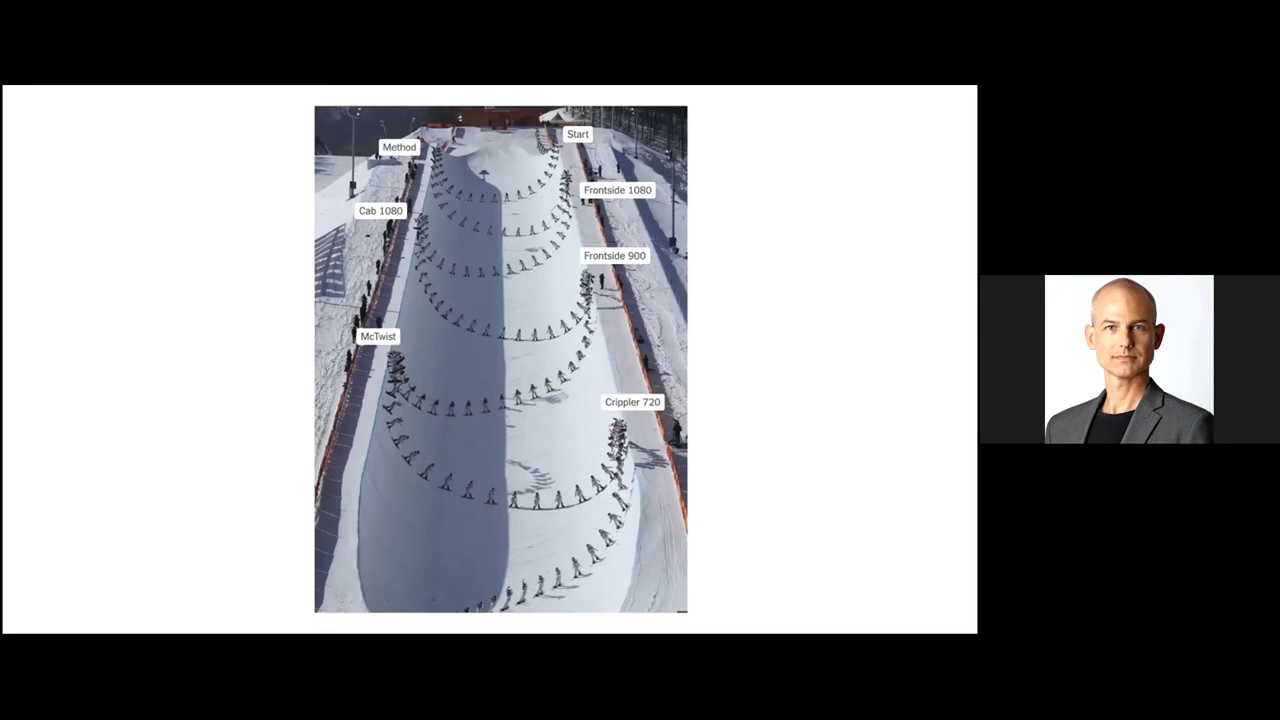 Start
Method
Frontside 1080
Cab 1080
Frontside 900
McTwist
Crippler 720